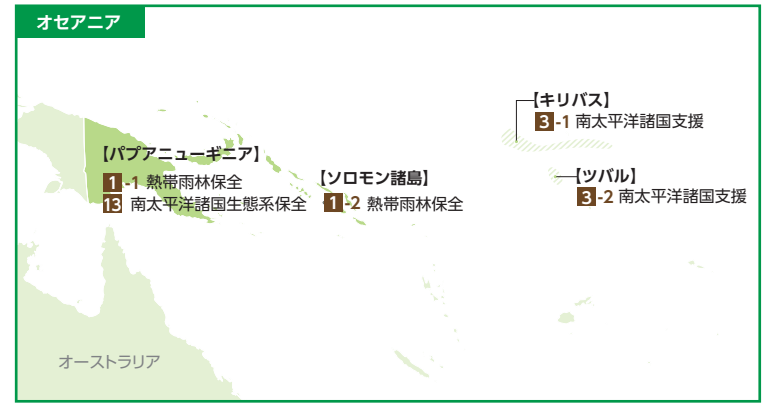 オセアニア
【キリバス】
3-1 南太平洋諸国支援
【パプアニューギニア】
1-1 熱帯雨林保全
13 南太平洋諸国生態系保全
【ソロモン諸島】
1-2 熱帯雨林保全
【ツバル】
3-2 南太平洋諸国支援
オーストラリア